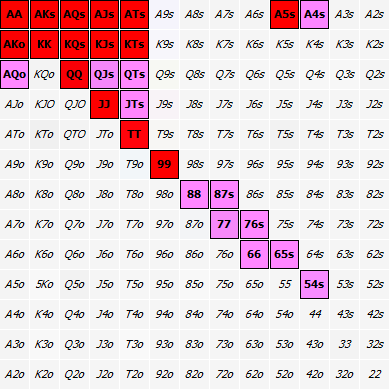 AA AKs AQs AJs ATs A9s A8s A7s A6s A5s A4s A3s A2s
AKo KK KQs KJs KTs K9s K8s K7s K6s K5s K4s K3s K2s
AQo KQo QQ QJs QTs Q9s Q8s Q7s Q6s Q5s Q4s Q3s Q2s
AJo KJO QJO JJ JTs J9s J8s J7s J6s J5s J4s J3s J2s
ATo KTo QTO JTo TT T9s T8s T7s T6s T5s T4s T3s T2s
A9o K9o Q9o J9o T9o 99 98s 97s 96s 95s 94s 93s 92s
A8o K8o Q8o J8o T8o 98o 88 87s 86s 85s 84s 83s 82s
A7o K7o Q7o J7o T7o 97o 87o 77 76s 75s 74s 73s 72s
A6o K6o Q6o J6o T6o 96o 86o 76o 66 65s 64s 63s 62s
A5o 5Ko Q5o J5o T5o 95o 85o 75o 65o 55 54s 53s 52s
A4o K4o Q4o J4o T4o 94o 84o 74o 64o 54o 44 43s 42s
A3o K3o Q3o J3o T3o 93o 83o 73o 63o 53o 43o 33 32s
A2o K2o Q2o J2o T2o 92o 82o 72o 62o 52o 42o 32o 22